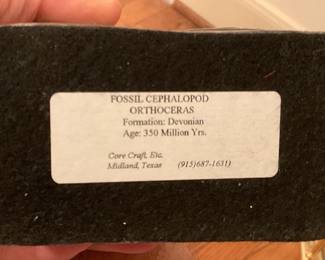 FOSSIL CEPHALOPOD
ORTHOCERAS
Formation: Devonian
Age: 350 Million Yrs.
Core Craft, Etc.
Midland, Texas (915)687-1631)